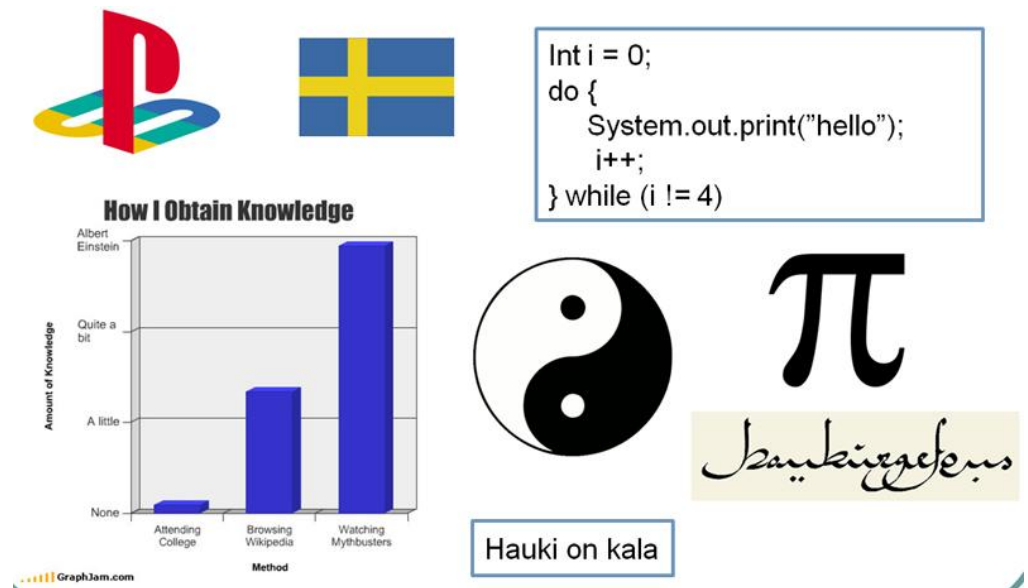 Int i = 0;
do {
System.out.print(”hello”);
i++;
} while (i != 4)
How I Obtain Knowledge
Amount of Knowledge
Albert
Einstein
Quite a
bit
A little
None
Attending
College
Browsing
Wikipedia
Watching
Mythbusters
Method
GraphJam.com
π
Hauki on kala